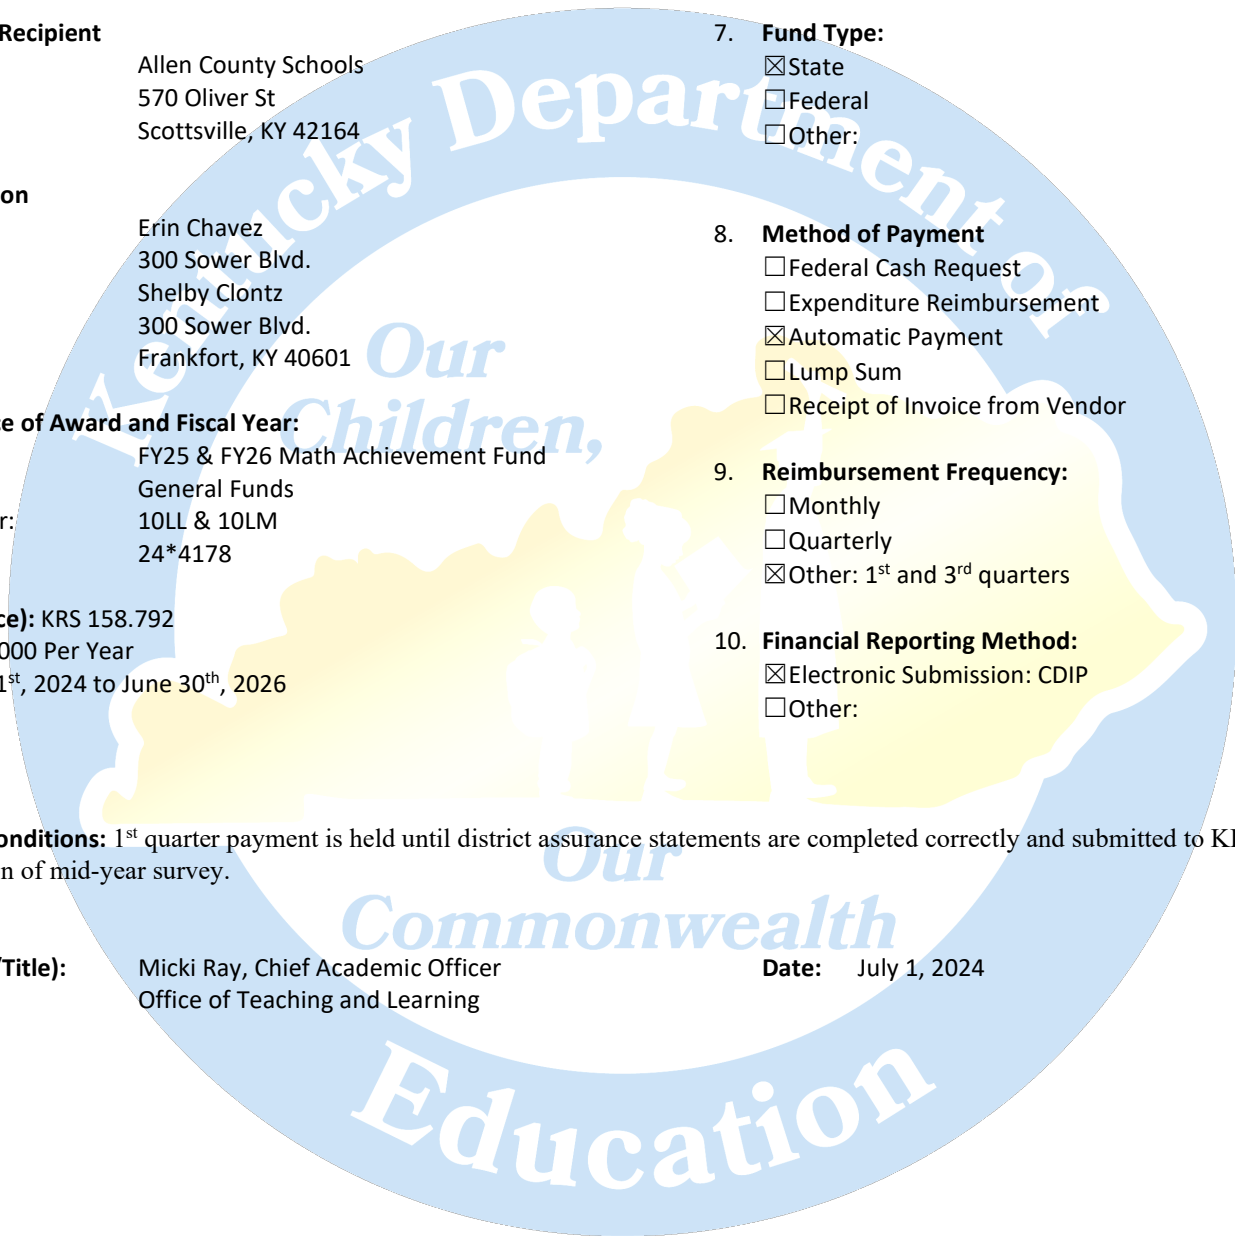 Recipient
Allen County Schools
570 Oliver St
Scottsville, KY 42164
on
Erin Chavez
300 Sower Blvd.
Shelby Clontz
300 Sower Blvd.
Frankfort, KY 40601
e of Award and Fiscal Year:
FY25 & FY26 Math Achievement Fund
General Funds
r: 10LL & 10LM
24*4178
ce): KRS 158.792
000 Per Year
1st, 2024 to June 30th, 2026
7. Fund Type:
☒State
☐Federal
☐Other:
8. Method of Payment
☐Federal Cash Request
☐Expenditure Reimbursement
☒Automatic Payment
☐Lump Sum
☐Receipt of Invoice from Vendor
9. Reimbursement Frequency:
☐Monthly
☐Quarterly
☒Other: 1st and 3rd quarters
10. Financial Reporting Method:
☒Electronic Submission: CDIP
☐Other:
onditions: 1st quarter payment is held until district assurance statements are completed correctly and submitted to K
n of mid-year survey.
/Title): Micki Ray, Chief Academic Officer Date: July 1, 2024
Office of Teaching and Learning
Kentucky Department of
Education
Our
Children,
Our
Commonwealth